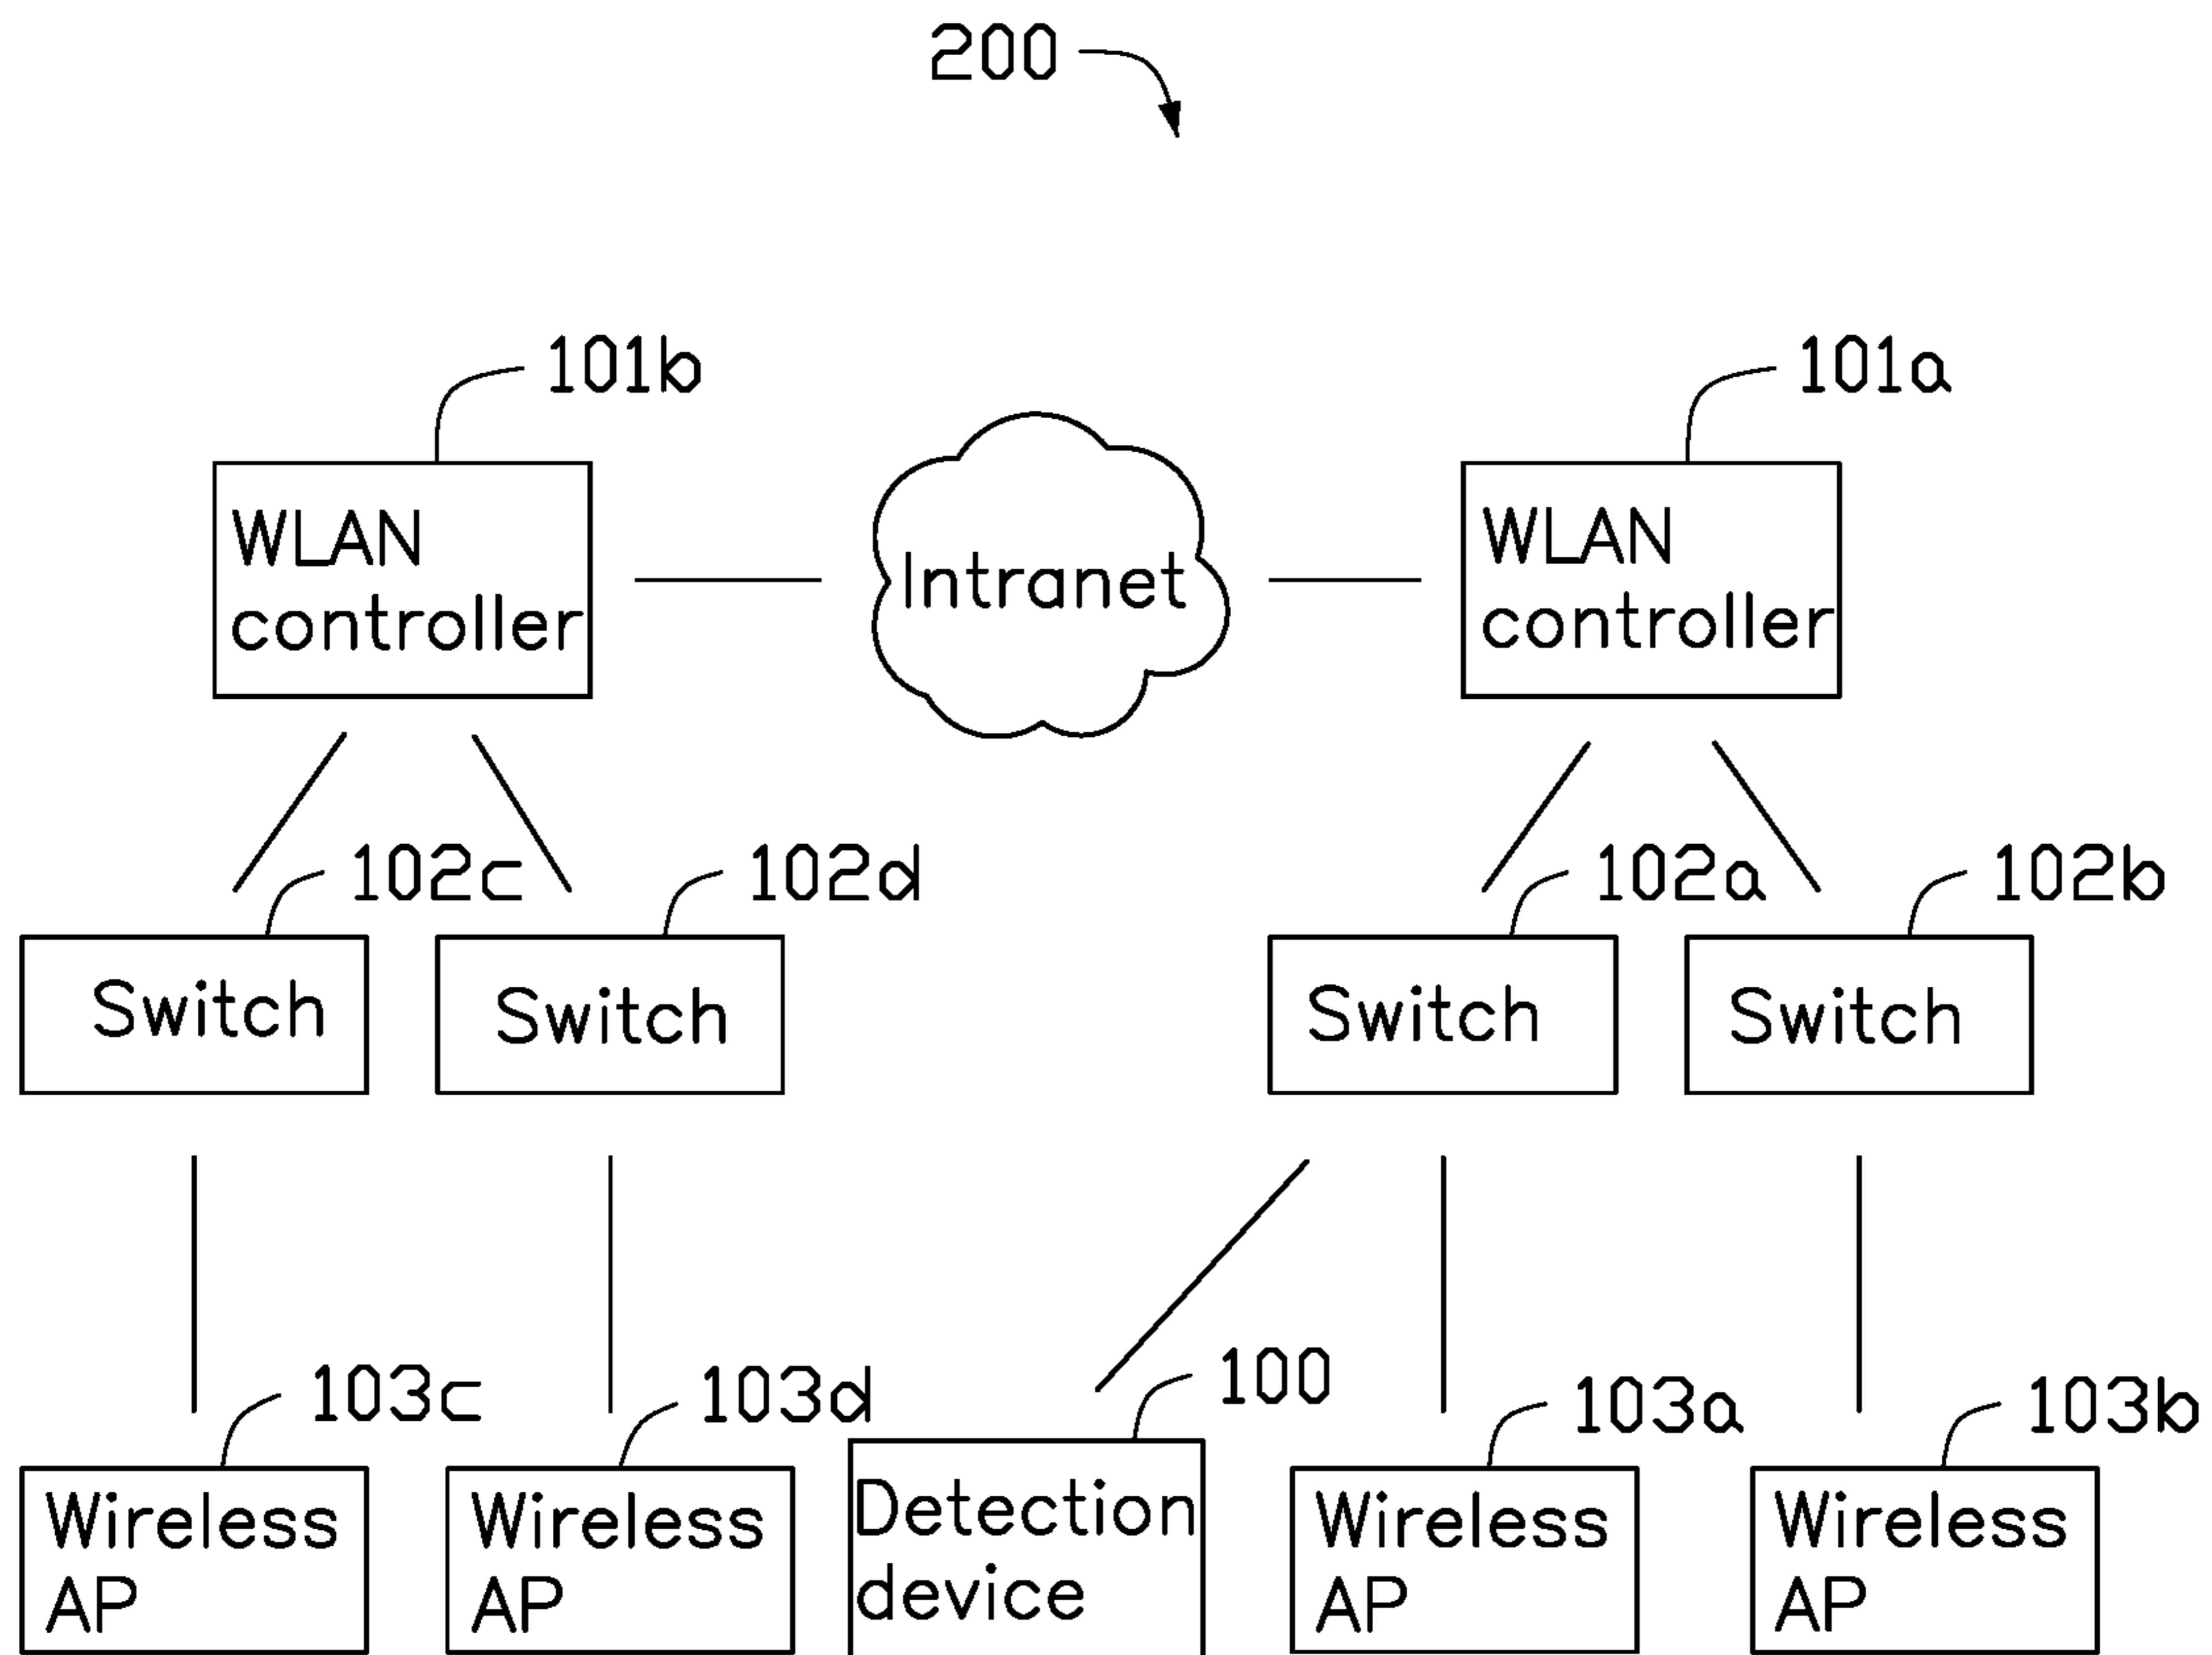 200
101b
101a
WLAN
controller
Intranet
WLAN
controller
102c
102d
102a
102b
Switch
Switch
Switch
Switch
103c
103d
100
103a
103b
Wireless
AP
Wireless
AP
Detection
device
Wireless
AP
Wireless
AP